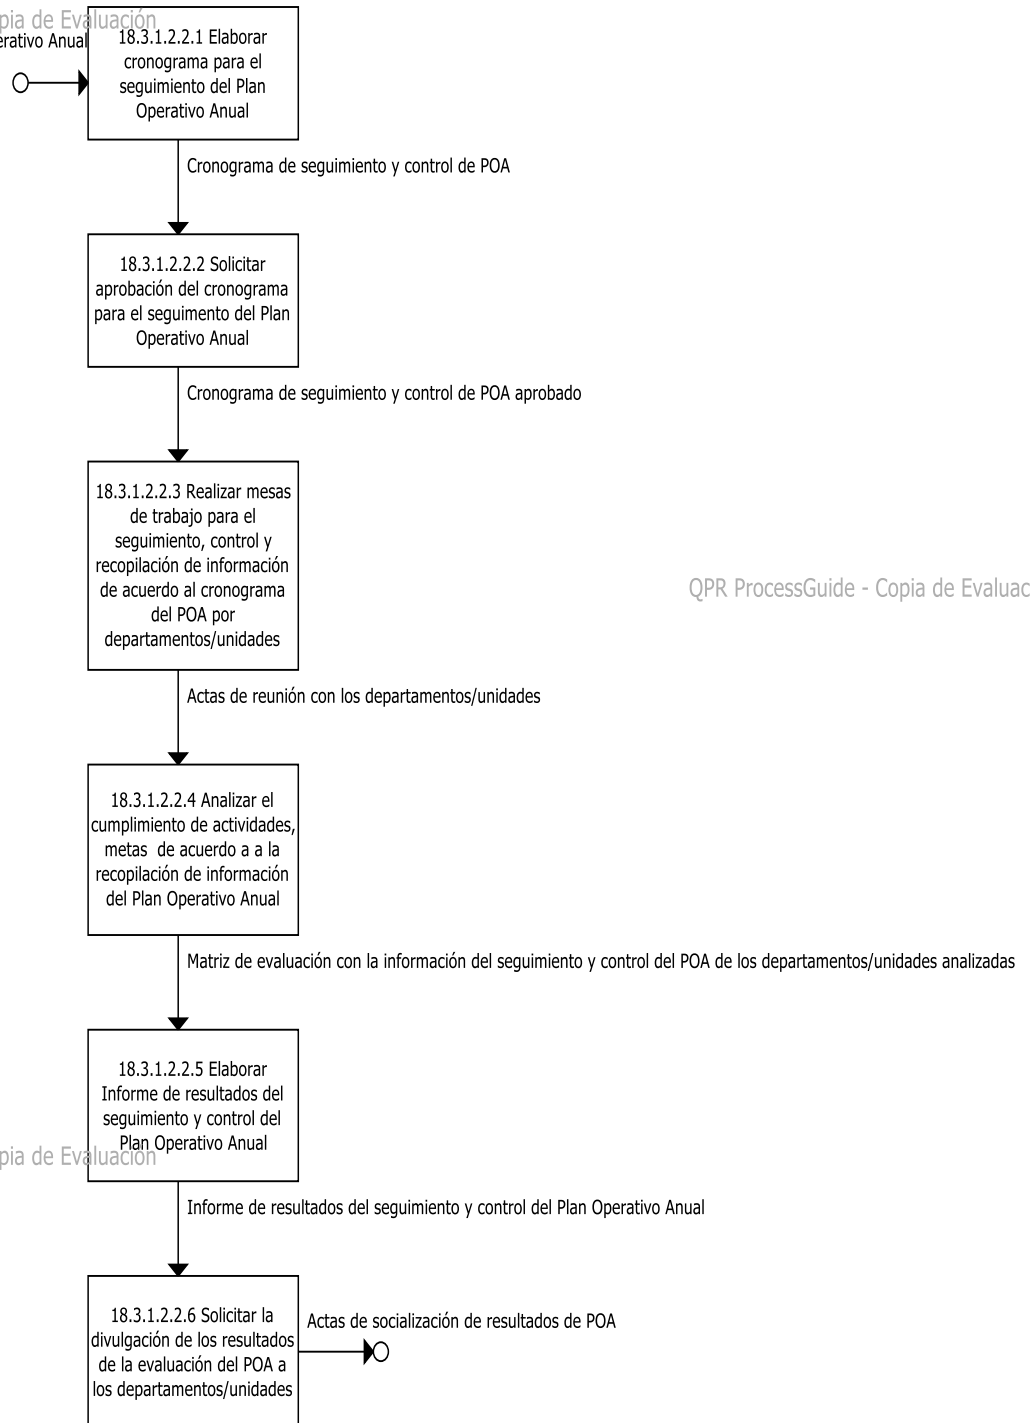 pia de Evaluación
erativo Anual
18.3.1.2.2.1 Elaborar
cronograma para el
seguimiento del Plan
Operativo Anual
Cronograma de seguimiento y control de POA
18.3.1.2.2.2 Solicitar
aprobación del cronograma
para el seguimento del Plan
Operativo Anual
Cronograma de seguimiento y control de POA aprobado
18.3.1.2.2.3 Realizar mesas
de trabajo para el
seguimiento, control y
recopilación de información
de acuerdo al cronograma
del POA por
departamentos/unidades
QPR ProcessGuide - Copia de Evaluac
Actas de reunión con los departamentos/unidades
18.3.1.2.2.4 Analizar el
cumplimiento de actividades,
metas  de acuerdo a a la
recopilación de información
del Plan Operativo Anual
Matriz de evaluación con la información del seguimiento y control del POA de los departamentos/unidades analizadas
18.3.1.2.2.5 Elaborar
Informe de resultados del
seguimiento y control del
Plan Operativo Anual
pia de Evaluación
Informe de resultados del seguimiento y control del Plan Operativo Anual
18.3.1.2.2.6 Solicitar la
divulgación de los resultados
de la evaluación del POA a
los departamentos/unidades
Actas de socialización de resultados de POA